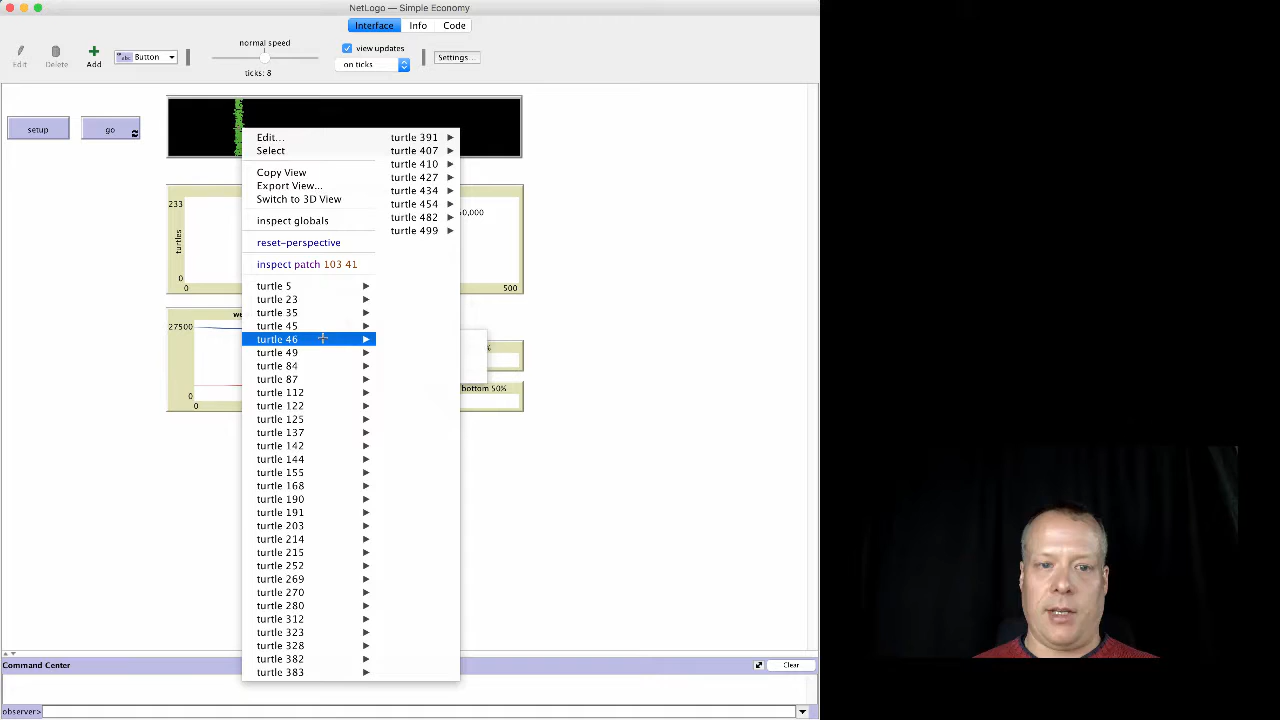 NetLogo — Simple Economy
Interface Info Code
normal speed
view updates
Edit Delete Add
abc Button
on ticks
Settings...
ticks: 8
setup
go
Edit...
Select
Copy View
Export View...
Switch to 3D View
inspect globals
reset-perspective
inspect patch 103 41
turtle 5
turtle 23
turtle 35
turtle 45
turtle 46
turtle 49
turtle 84
turtle 87
turtle 112
turtle 122
turtle 125
turtle 137
turtle 142
turtle 144
turtle 155
turtle 168
turtle 190
turtle 191
turtle 203
turtle 214
turtle 215
turtle 252
turtle 269
turtle 270
turtle 280
turtle 312
turtle 323
turtle 328
turtle 382
turtle 383
turtle 391
turtle 407
turtle 410
turtle 427
turtle 434
turtle 454
turtle 482
turtle 499
233
turtles
0
0
500
we
27500
0
0
%
bottom 50%
Command Center
Clear
observer>